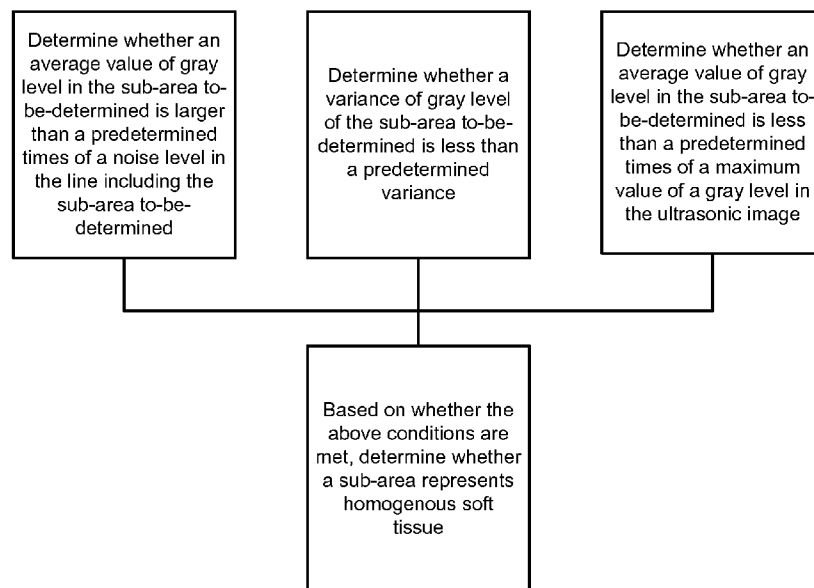 Determine whether an
average value of gray
level in the sub-area to-
be-determined is larger
than a predetermined
times of a noise level in
the line including the
sub-area to-be-
determined
Determine whether a
variance of gray level
of the sub-area to-be-
determined is less than
a predetermined
variance
Determine whether an
average value of gray
level in the sub-area to-
be-determined is less
than a predetermined
times of a maximum
value of a gray level in
the ultrasonic image
Based on whether the
above conditions are
met, determine whether
a sub-area represents
homogenous soft
tissue